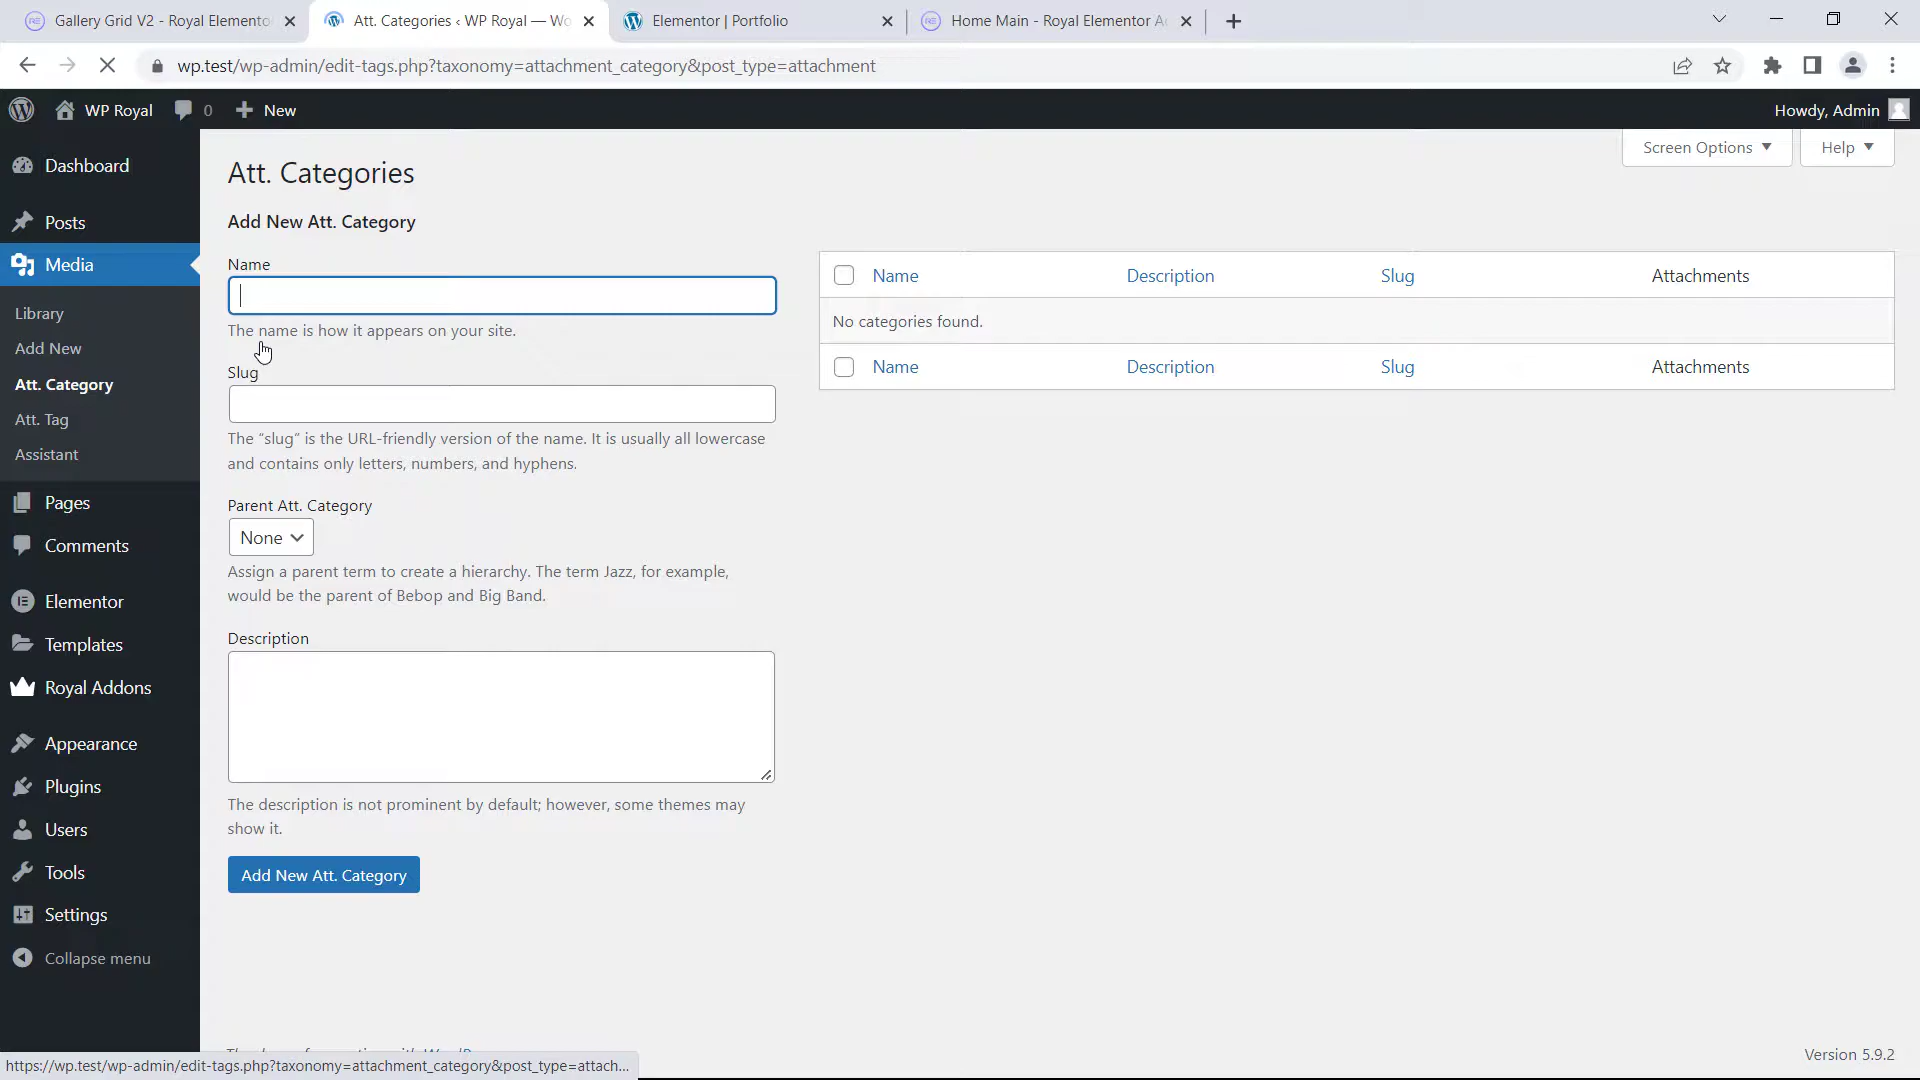 Gallery Grid V2 - Royal Elemento
Att. Categories ‹ WP Royal — Wo
Elementor | Portfolio
Home Main - Royal Elementor A
wp.test/wp-admin/edit-tags.php?taxonomy=attachment_category&post_type=attachment
WP Royal
0
New
Howdy, Admin
Dashboard
Posts
Media
Library
Add New
Att. Category
Att. Tag
Assistant
Pages
Comments
Elementor
Templates
Royal Addons
Appearance
Plugins
Users
Tools
Settings
Collapse menu
Screen Options
Help
Att. Categories
Add New Att. Category
Name
The name is how it appears on your site.
Slug
The “slug” is the URL-friendly version of the name. It is usually all lowercase
and contains only letters, numbers, and hyphens.
Parent Att. Category
None
Assign a parent term to create a hierarchy. The term Jazz, for example,
would be the parent of Bebop and Big Band.
Description
The description is not prominent by default; however, some themes may
show it.
Add New Att. Category
Name Description Slug Attachments
No categories found.
Name Description Slug Attachments
Version 5.9.2
https://wp.test/wp-admin/edit-tags.php?taxonomy=attachment_category&post_type=attach...